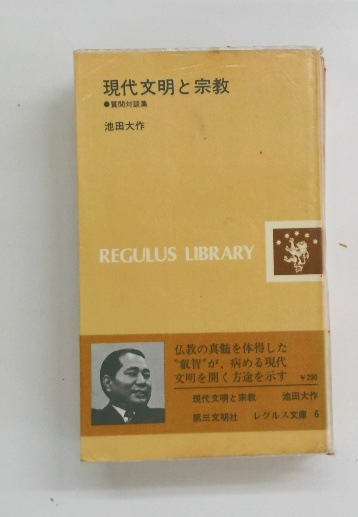 現代文明と宗教
●質問対談集
池田大作
REGULUS LIBRARY
仏教の真髄を体得した
“叡智”が、病める現代
文明を開く方途を示す ¥290
現代文明と宗教 池田大作
第三文明社 レグルス文庫 6